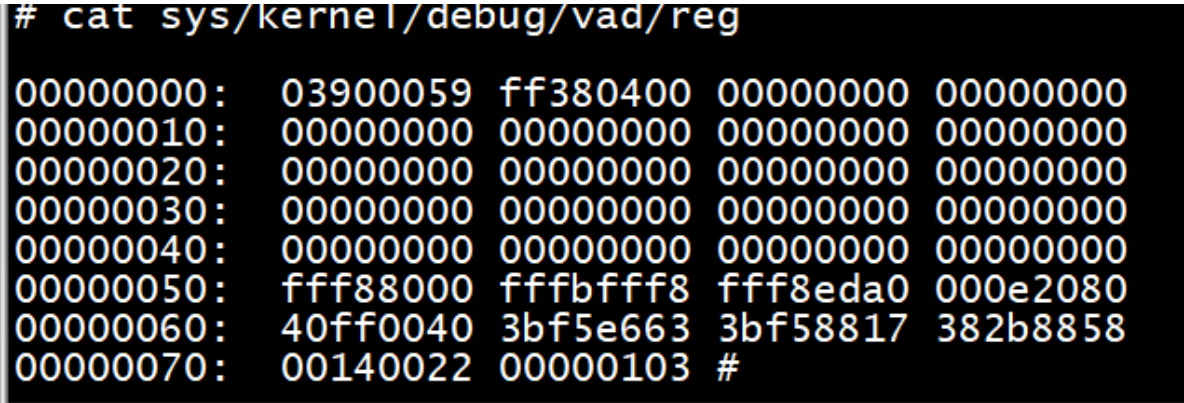 # cat sys/kernel/debug/vad/reg
00000000: 03900059 ff380400 00000000 00000000
00000010: 00000000 00000000 00000000 00000000
00000020: 00000000 00000000 00000000 00000000
00000030: 00000000 00000000 00000000 00000000
00000040: 00000000 00000000 00000000 00000000
00000050: fff88000 fffbfff8 fff8eda0 000e2080
00000060: 40ff0040 3bf5e663 3bf58817 382b8858
00000070: 00140022 00000103 #